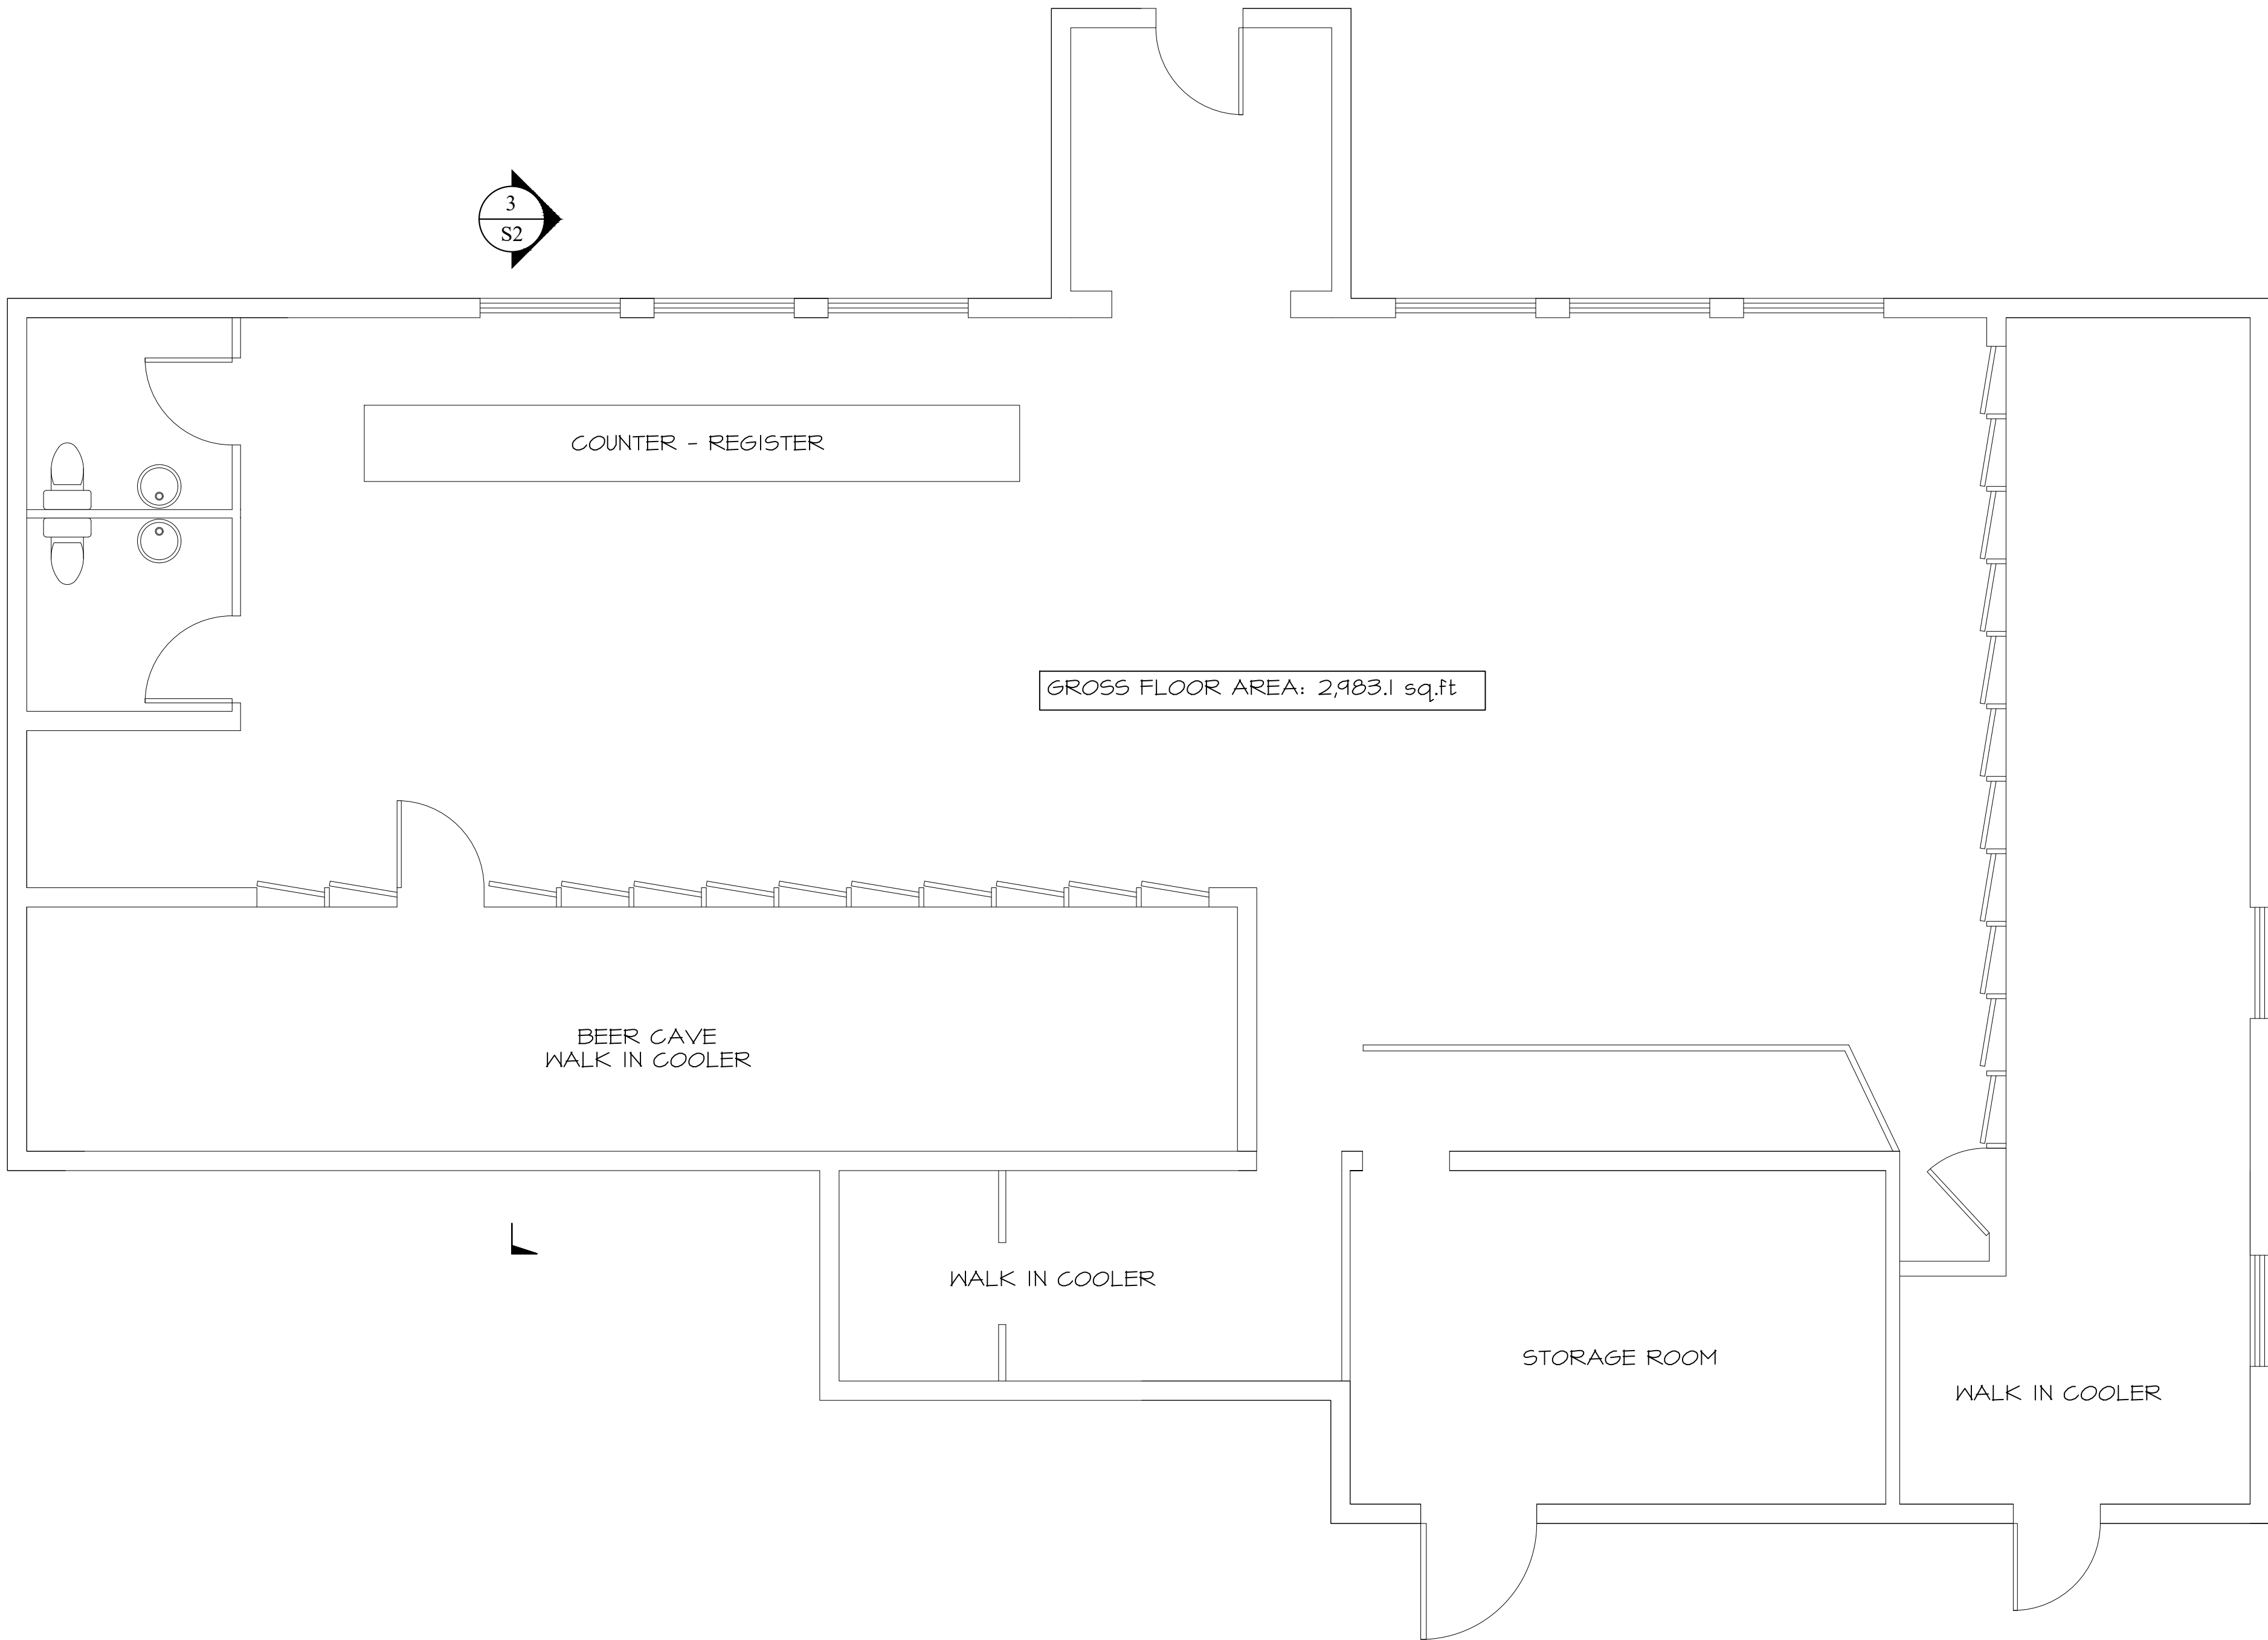 3
S2
COUNTER - REGISTER
GROSS FLOOR AREA: 2,983.1 sq.ft
BEER CAVE
WALK IN COOLER
WALK IN COOLER
STORAGE ROOM
WALK IN COOLER